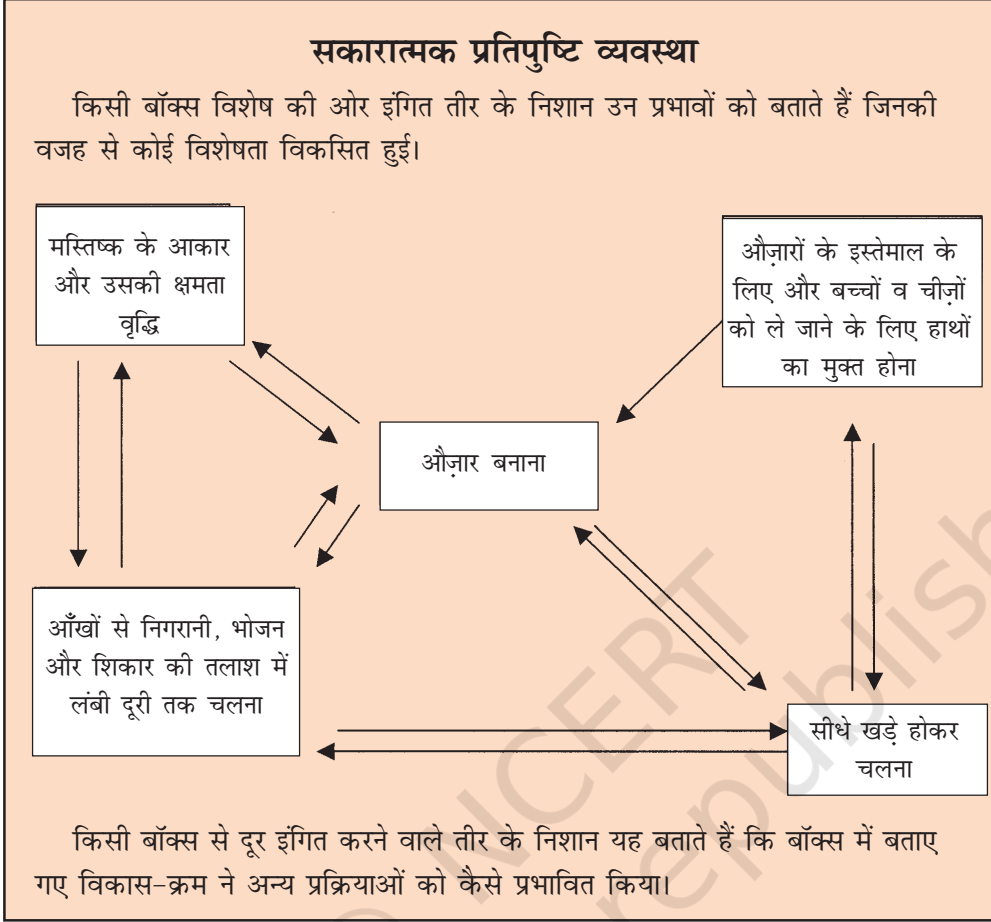 सकारात्मक प्रतिपुष्टि व्यवस्था
किसी बॉक्स विशेष की ओर इंगित तीर के निशान उन प्रभावों को बताते हैं जिनकी
वजह से कोई विशेषता विकसित हुई।
मस्तिष्क के आकार
और उसकी क्षमता
वृद्धि
औज़ारों के इस्तेमाल के
लिए और बच्चों व चीज़ों
को ले जाने के लिए हाथों
का मुक्त होना
औज़ार बनाना
आँखों से निगरानी, भोजन
और शिकार की तलाश में
लंबी दूरी तक चलना
सीधे खड़े होकर
चलना
किसी बॉक्स से दूर इंगित करने वाले तीर के निशान यह बताते हैं कि बॉक्स में बताए
गए विकास-क्रम ने अन्य प्रक्रियाओं को कैसे प्रभावित किया।
© NCERT
republish